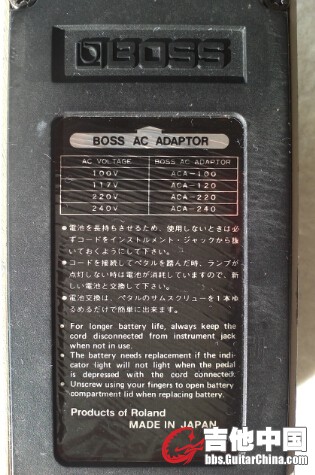 BOSS
BOSS AC ADAPTOR
AC VOLTAGE BOSS AC ADAPTOR
100V ACA-100
117V ACA-120
220V ACA-220
240V ACA-240
●電池を長持ちさせるため、使用しないときは必
ずコードをインストルメント・ジャックから抜
いておくようにして下さい。
●コードを接続してペダルを踏んだ時、ランプが
点灯しない時は電池が消耗していますので、新
しい電池と交換して下さい。
●電池交換は、ペダルのサムスクリューを1本ゆ
るめるだけで簡単に出来ます。
●For longer battery life, always keep the
cord disconnected from instrument jack
when not in use.
●The battery needs replacement if the indi-
cator light will not light when the pedal
is depressed with the cord connected.
●Unscrew using your fingers to open battery
compartment lid when replacing battery.
Products of Roland
MADE IN JAPAN
吉他中国
bbs.GuitarChina.com